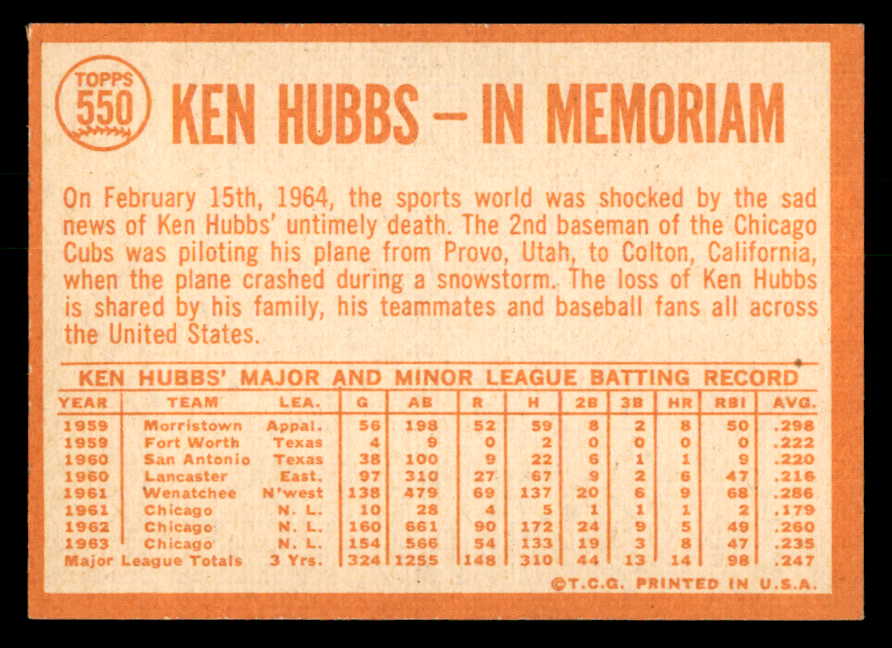 TOPPS
550
KEN HUBBS – IN MEMORIAM
On February 15th, 1964, the sports world was shocked by the sad
news of Ken Hubbs' untimely death. The 2nd baseman of the Chicago
Cubs was piloting his plane from Provo, Utah, to Colton, California,
when the plane crashed during a snowstorm. The loss of Ken Hubbs
is shared by his family, his teammates and baseball fans all across
the United States.
KEN HUBBS' MAJOR AND MINOR LEAGUE BATTING RECORD
YEAR TEAM LEA. G AB R H 2B 3B HR RBI AVG.
1959 Morristown Appal. 56 198 52 59 8 2 8 50 .298
1959 Fort Worth Texas 4 9 0 2 0 0 0 0 .222
1960 San Antonio Texas 38 100 9 22 6 1 1 9 .220
1960 Lancaster East. 97 310 27 67 9 2 6 47 .216
1961 Wenatchee N'west 138 479 69 137 20 6 9 68 .286
1961 Chicago N. L. 10 28 4 5 1 1 1 2 .179
1962 Chicago N. L. 160 661 90 172 24 9 5 49 .260
1963 Chicago N. L. 154 566 54 133 19 3 8 47 .235
Major League Totals 3 Yrs. 324 1255 148 310 44 13 14 98 .247
©T.C.G. PRINTED IN U.S.A.